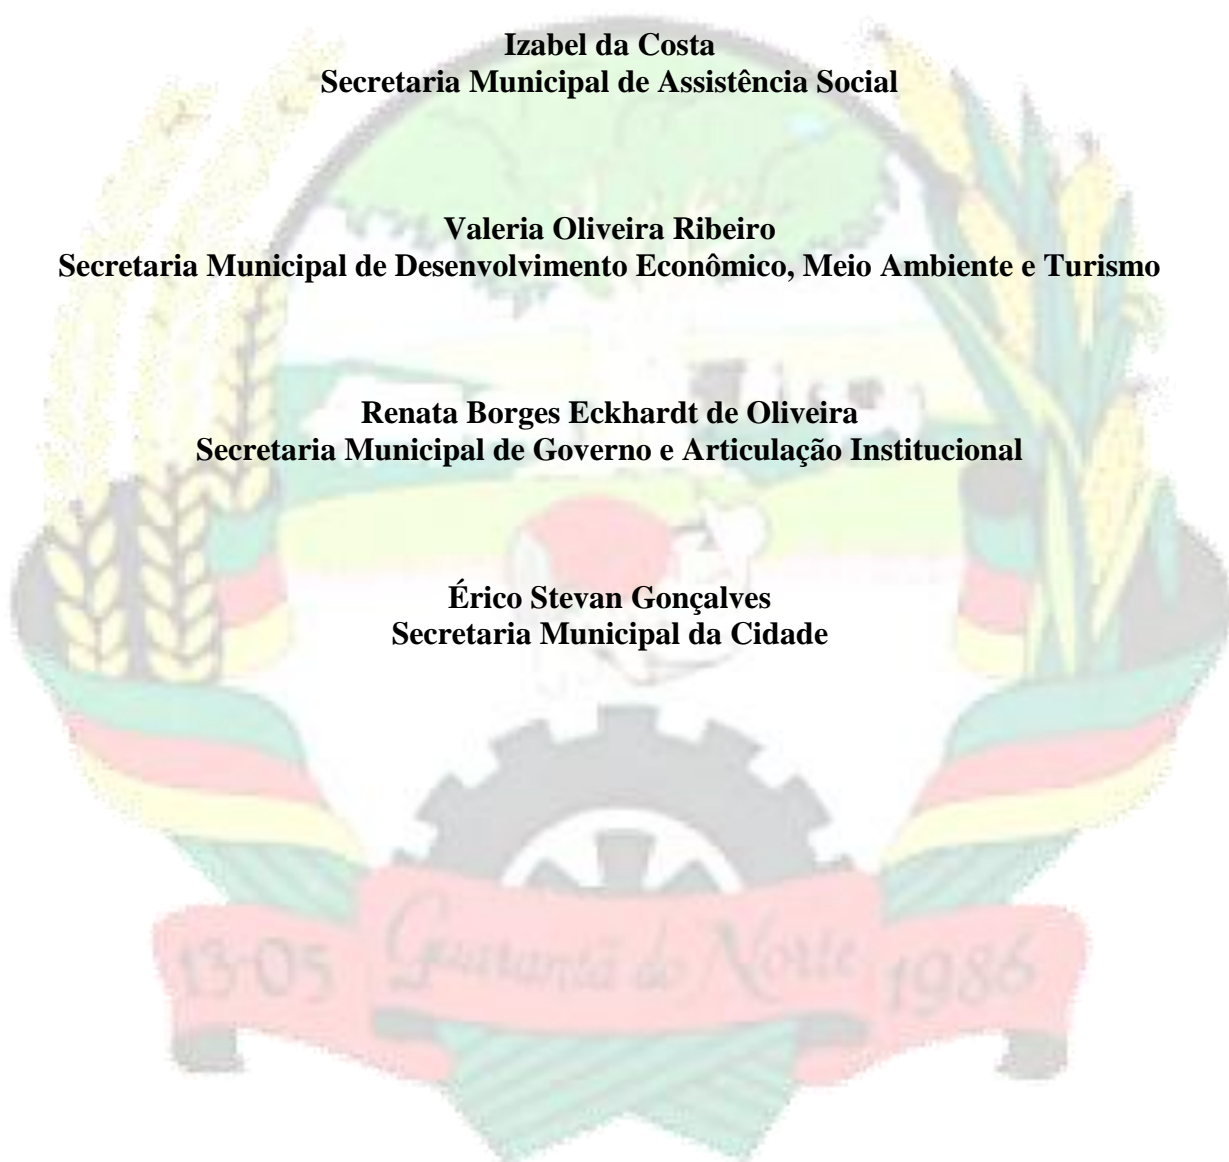 Izabel da Costa
Secretaria Municipal de Assistência Social
Valeria Oliveira Ribeiro
Secretaria Municipal de Desenvolvimento Econômico, Meio Ambiente e Turismo
Renata Borges Eckhardt de Oliveira
Secretaria Municipal de Governo e Articulação Institucional
Érico Stevan Gonçalves
Secretaria Municipal da Cidade
13-05 Guarantã do Norte 1986